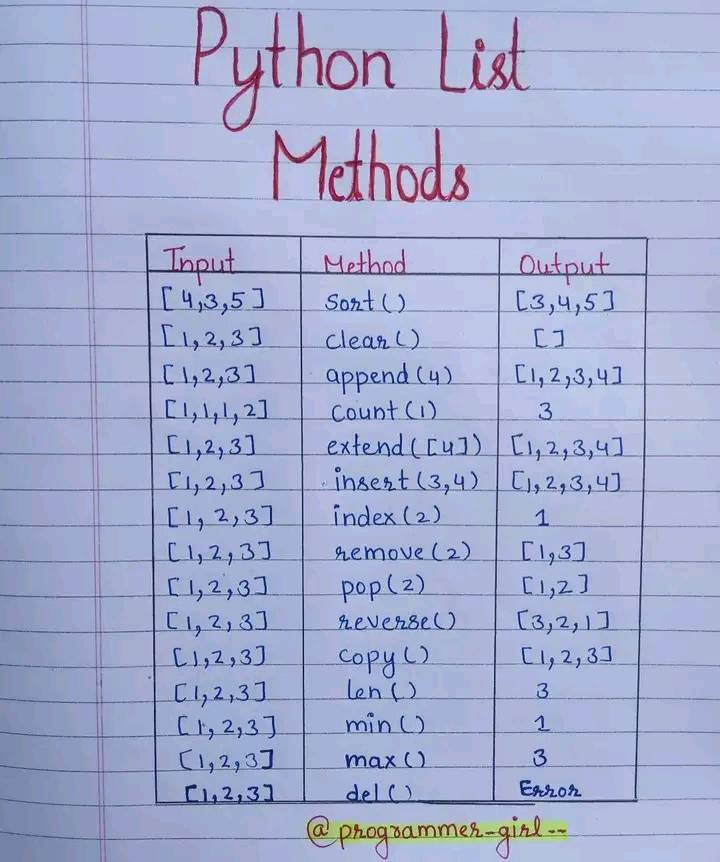 Python List
Methods
Input Method Output
[4,3,5] sort() [3,4,5]
[1,2,3] clear() []
[1,2,3] append(4) [1,2,3,4]
[1,1,1,2] count(1) 3
[1,2,3] extend([4]) [1,2,3,4]
[1,2,3] insert(3,4) [1,2,3,4]
[1,2,3] index(2) 1
[1,2,3] remove(2) [1,3]
[1,2,3] pop(2) [1,2]
[1,2,3] reverse() [3,2,1]
[1,2,3] copy() [1,2,3]
[1,2,3] len() 3
[1,2,3] min() 1
[1,2,3] max() 3
[1,2,3] del() Error
@programmer-girl--